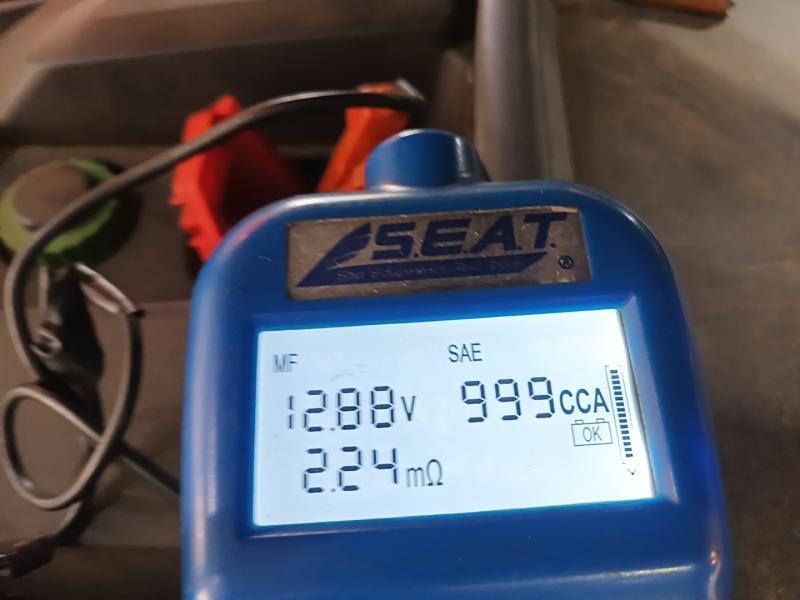 S.E.A.T.®
MF SAE
12.88V 999CCA
OK
2.24mΩ